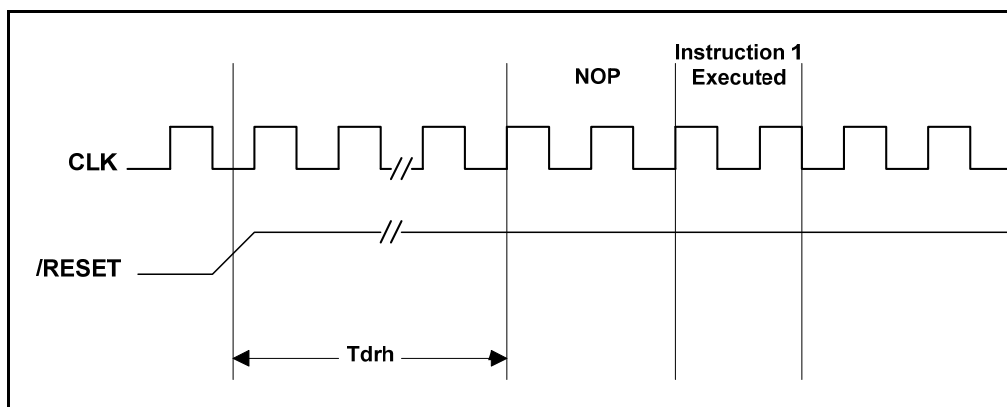 Instruction 1
Executed
NOP
CLK
/RESET
Tdrh